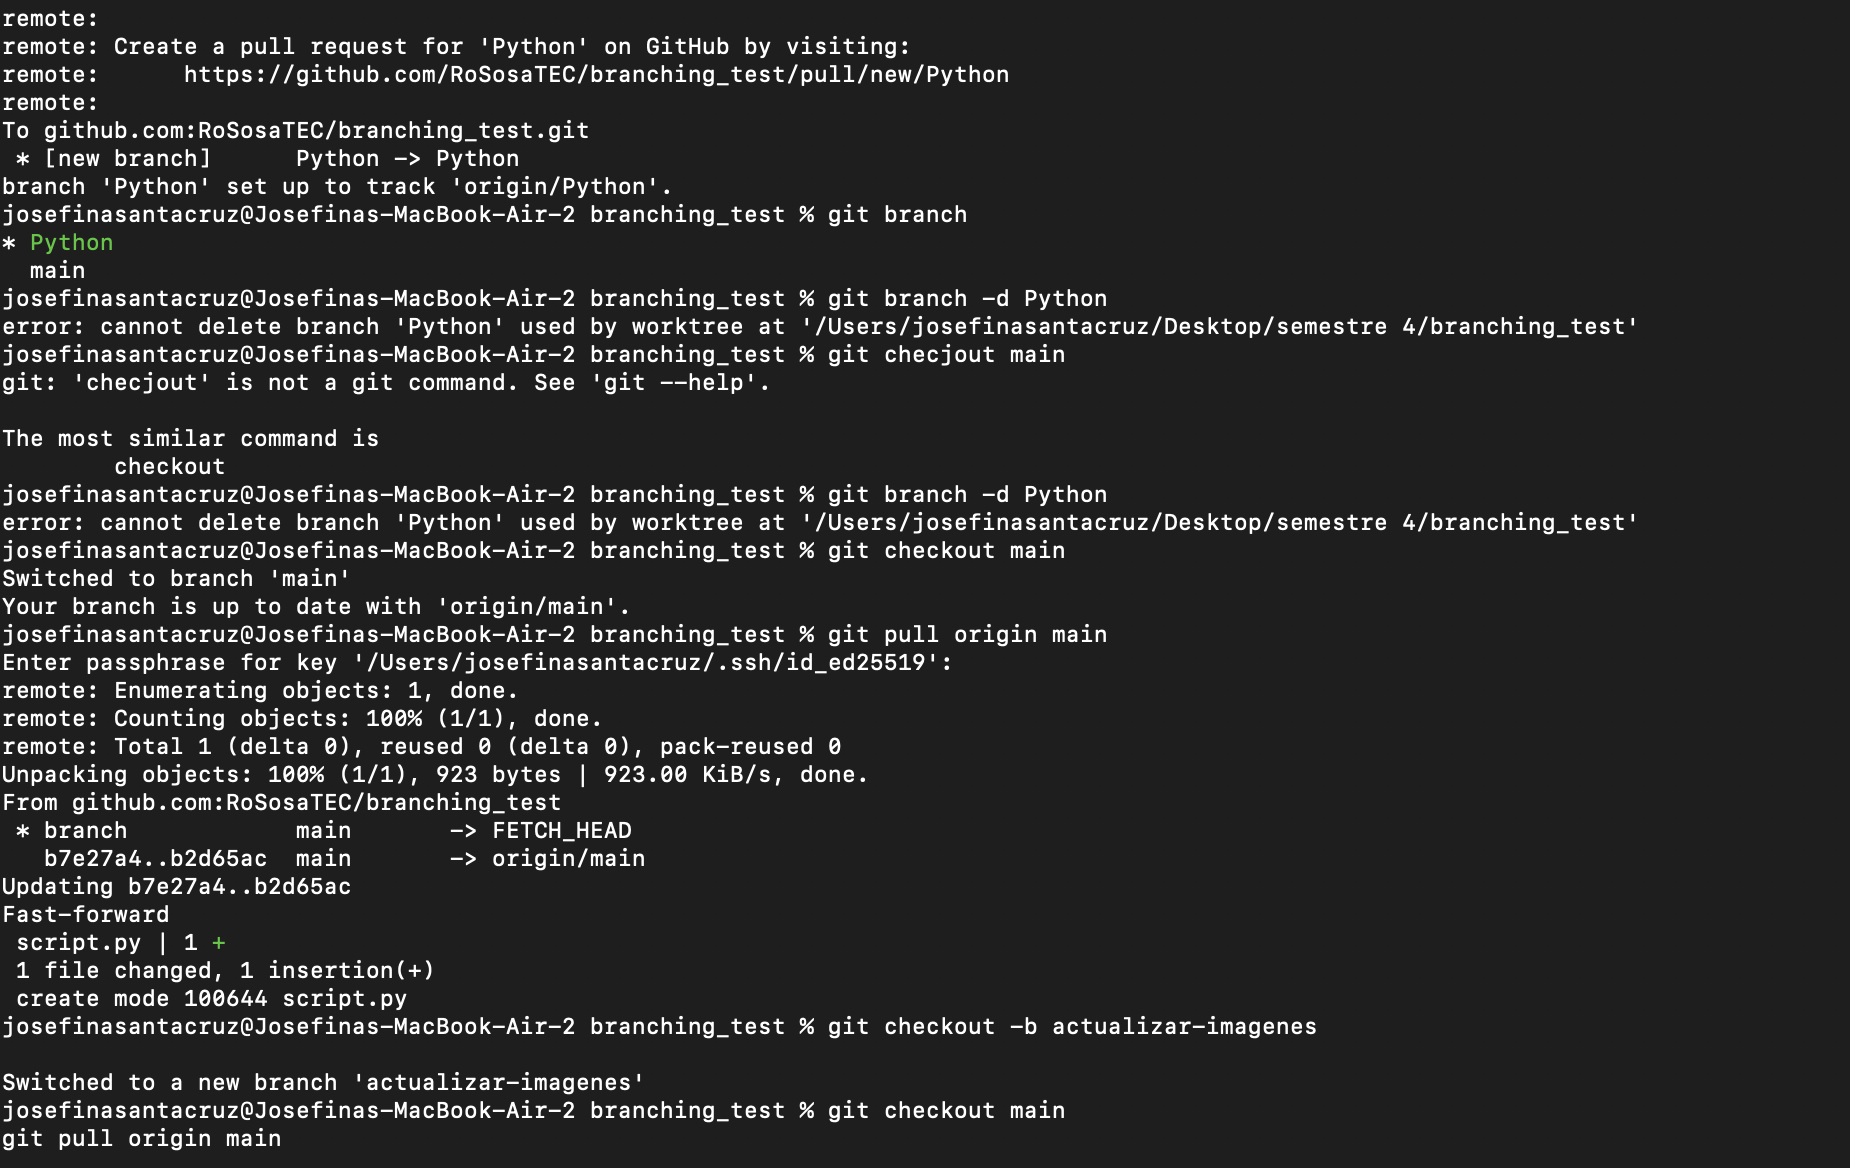 remote:
remote: Create a pull request for 'Python' on GitHub by visiting:
remote:      https://github.com/RoSosaTEC/branching_test/pull/new/Python
remote:
To github.com:RoSosaTEC/branching_test.git
 * [new branch]      Python -> Python
branch 'Python' set up to track 'origin/Python'.
josefinasantacruz@Josefinas-MacBook-Air-2 branching_test % git branch
* Python
  main
josefinasantacruz@Josefinas-MacBook-Air-2 branching_test % git branch -d Python
error: cannot delete branch 'Python' used by worktree at '/Users/josefinasantacruz/Desktop/semestre 4/branching_test'
josefinasantacruz@Josefinas-MacBook-Air-2 branching_test % git checjout main
git: 'checjout' is not a git command. See 'git --help'.

The most similar command is
        checkout
josefinasantacruz@Josefinas-MacBook-Air-2 branching_test % git branch -d Python
error: cannot delete branch 'Python' used by worktree at '/Users/josefinasantacruz/Desktop/semestre 4/branching_test'
josefinasantacruz@Josefinas-MacBook-Air-2 branching_test % git checkout main
Switched to branch 'main'
Your branch is up to date with 'origin/main'.
josefinasantacruz@Josefinas-MacBook-Air-2 branching_test % git pull origin main
Enter passphrase for key '/Users/josefinasantacruz/.ssh/id_ed25519':
remote: Enumerating objects: 1, done.
remote: Counting objects: 100% (1/1), done.
remote: Total 1 (delta 0), reused 0 (delta 0), pack-reused 0
Unpacking objects: 100% (1/1), 923 bytes | 923.00 KiB/s, done.
From github.com:RoSosaTEC/branching_test
 * branch            main       -> FETCH_HEAD
   b7e27a4..b2d65ac  main       -> origin/main
Updating b7e27a4..b2d65ac
Fast-forward
 script.py | 1 +
 1 file changed, 1 insertion(+)
 create mode 100644 script.py
josefinasantacruz@Josefinas-MacBook-Air-2 branching_test % git checkout -b actualizar-imagenes

Switched to a new branch 'actualizar-imagenes'
josefinasantacruz@Josefinas-MacBook-Air-2 branching_test % git checkout main
git pull origin main